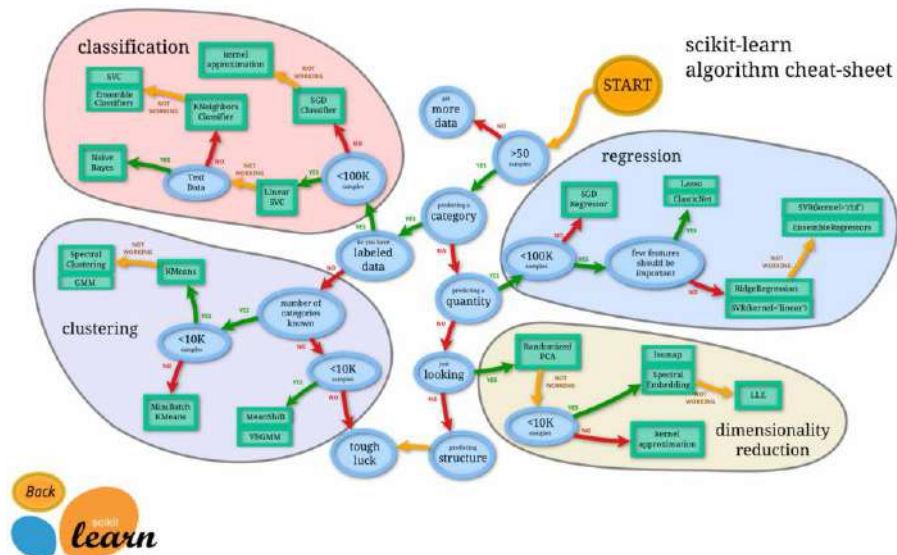 scikit-learn
algorithm cheat-sheet
START
get
more
data
NO
>50
samples
YES
predicting a
category
YES
NO
do you have
labeled
data
YES
NO
predicting a
quantity
YES
NO
just
looking
YES
NO
predicting
structure
tough
luck
classification
kernel
approximation
NOT
WORKING
SGD
Classifier
NO
<100K
samples
YES
Linear
SVC
NOT
WORKING
Text
Data
YES
NO
Naive
Bayes
KNeighbors
Classifier
NOT
WORKING
SVC
Ensemble
Classifiers
regression
<100K
samples
NO
YES
SGD
Regressor
few features
should be
important
YES
NO
Lasso
ElasticNet
RidgeRegression
SVR(kernel='linear')
NOT
WORKING
SVR(kernel='rbf')
EnsembleRegressors
clustering
number of
categories
known
YES
NO
<10K
samples
YES
NO
KMeans
NOT
WORKING
Spectral
Clustering
GMM
MiniBatch
KMeans
<10K
samples
YES
NO
MeanShift
VBGMM
dimensionality
reduction
Randomized
PCA
NOT
WORKING
<10K
samples
YES
NO
Isomap
Spectral
Embedding
NOT
WORKING
LLE
kernel
approximation
Back
scikit
learn